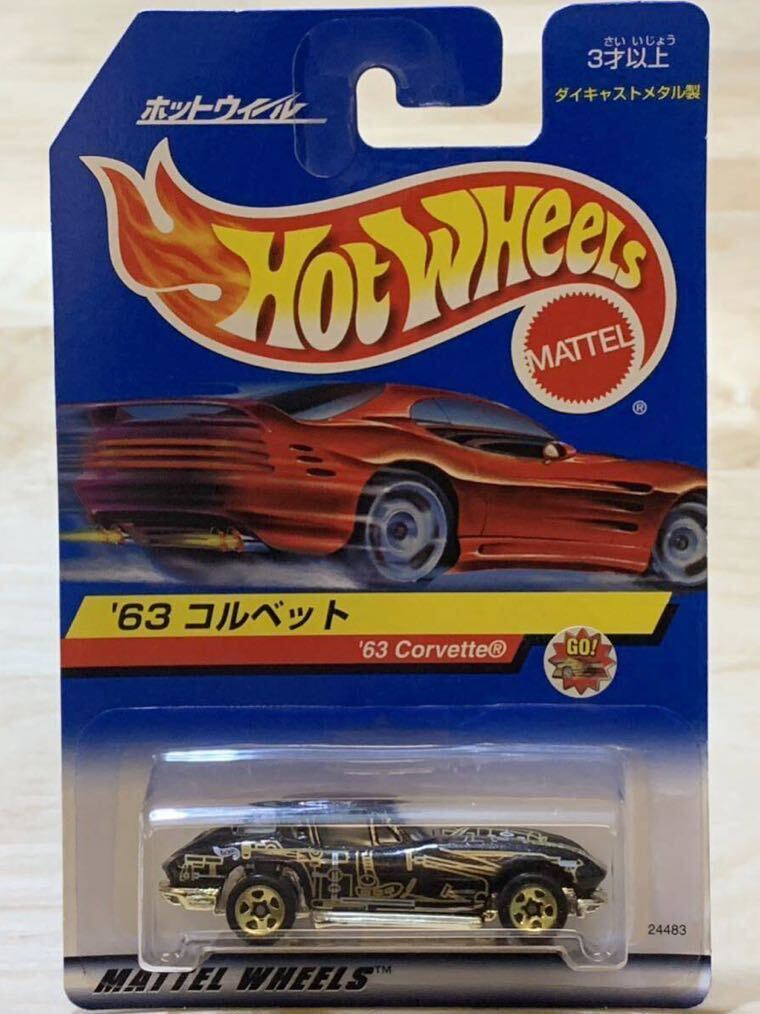 さい いじょう
3才以上
ダイキャストメタル製
ホットウィール
Hot Wheels
MATTEL
®
'63 コルベット
'63 Corvette®
GO!
24483
MATTEL WHEELS™